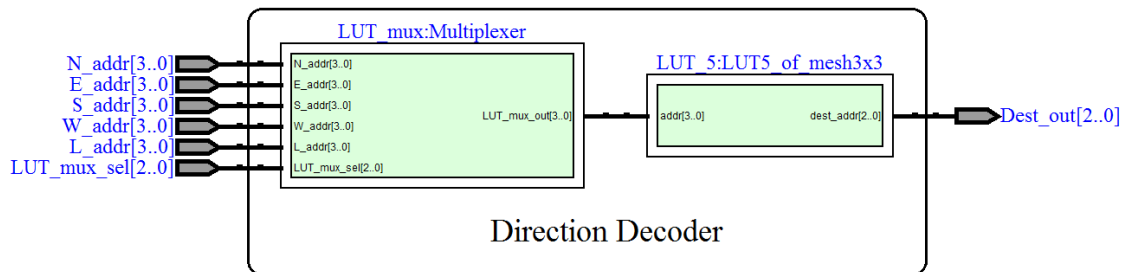 LUT_mux:Multiplexer
LUT_5:LUT5_of_mesh3x3
N_addr[3..0]
E_addr[3..0]
S_addr[3..0]
W_addr[3..0]
L_addr[3..0]
LUT_mux_sel[2..0]
N_addr[3..0]
E_addr[3..0]
S_addr[3..0]
W_addr[3..0]
L_addr[3..0]
LUT_mux_sel[2..0]
LUT_mux_out[3..0]
addr[3..0]
dest_addr[2..0]
Dest_out[2..0]
Direction Decoder